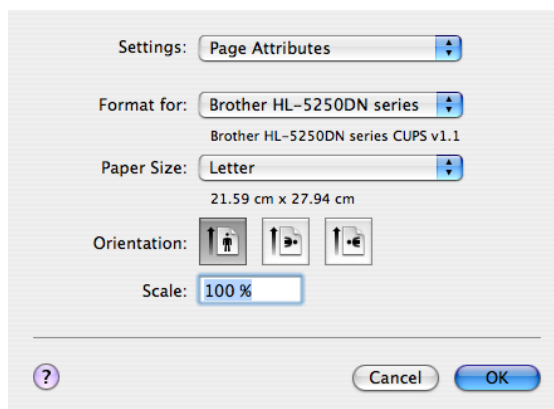 Settings: Page Attributes
Format for: Brother HL-5250DN series
Brother HL-5250DN series CUPS v1.1
Paper Size: Letter
21.59 cm x 27.94 cm
Orientation:
Scale: 100 %
? Cancel OK